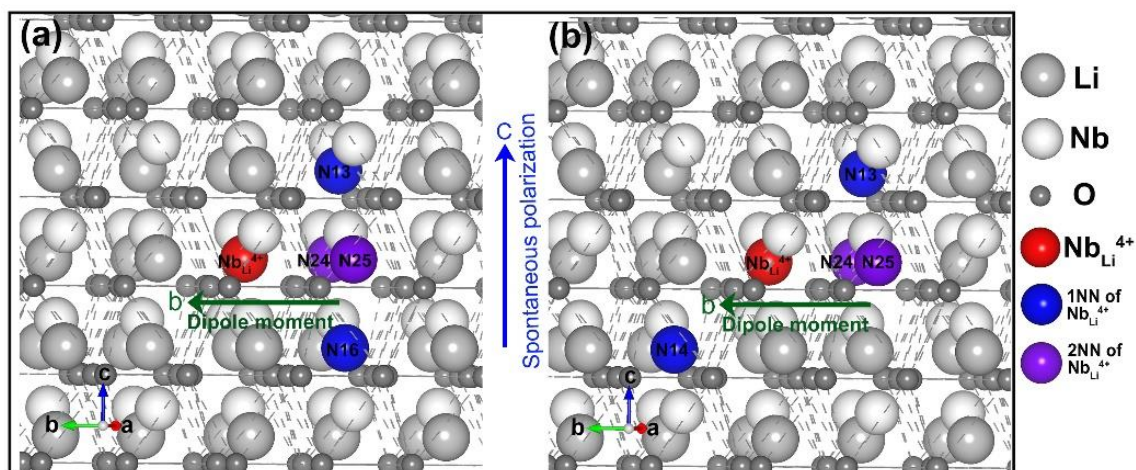 (a)
N13
Nb_Li^4+
N24
N25
b
Dipole moment
N16
c
b
a
C
Spontaneous polarization
(b)
N13
Nb_Li^4+
N24
N25
b
Dipole moment
N14
c
b
a
Li
Nb
O
Nb_Li^4+
1NN of
Nb_Li^4+
2NN of
Nb_Li^4+